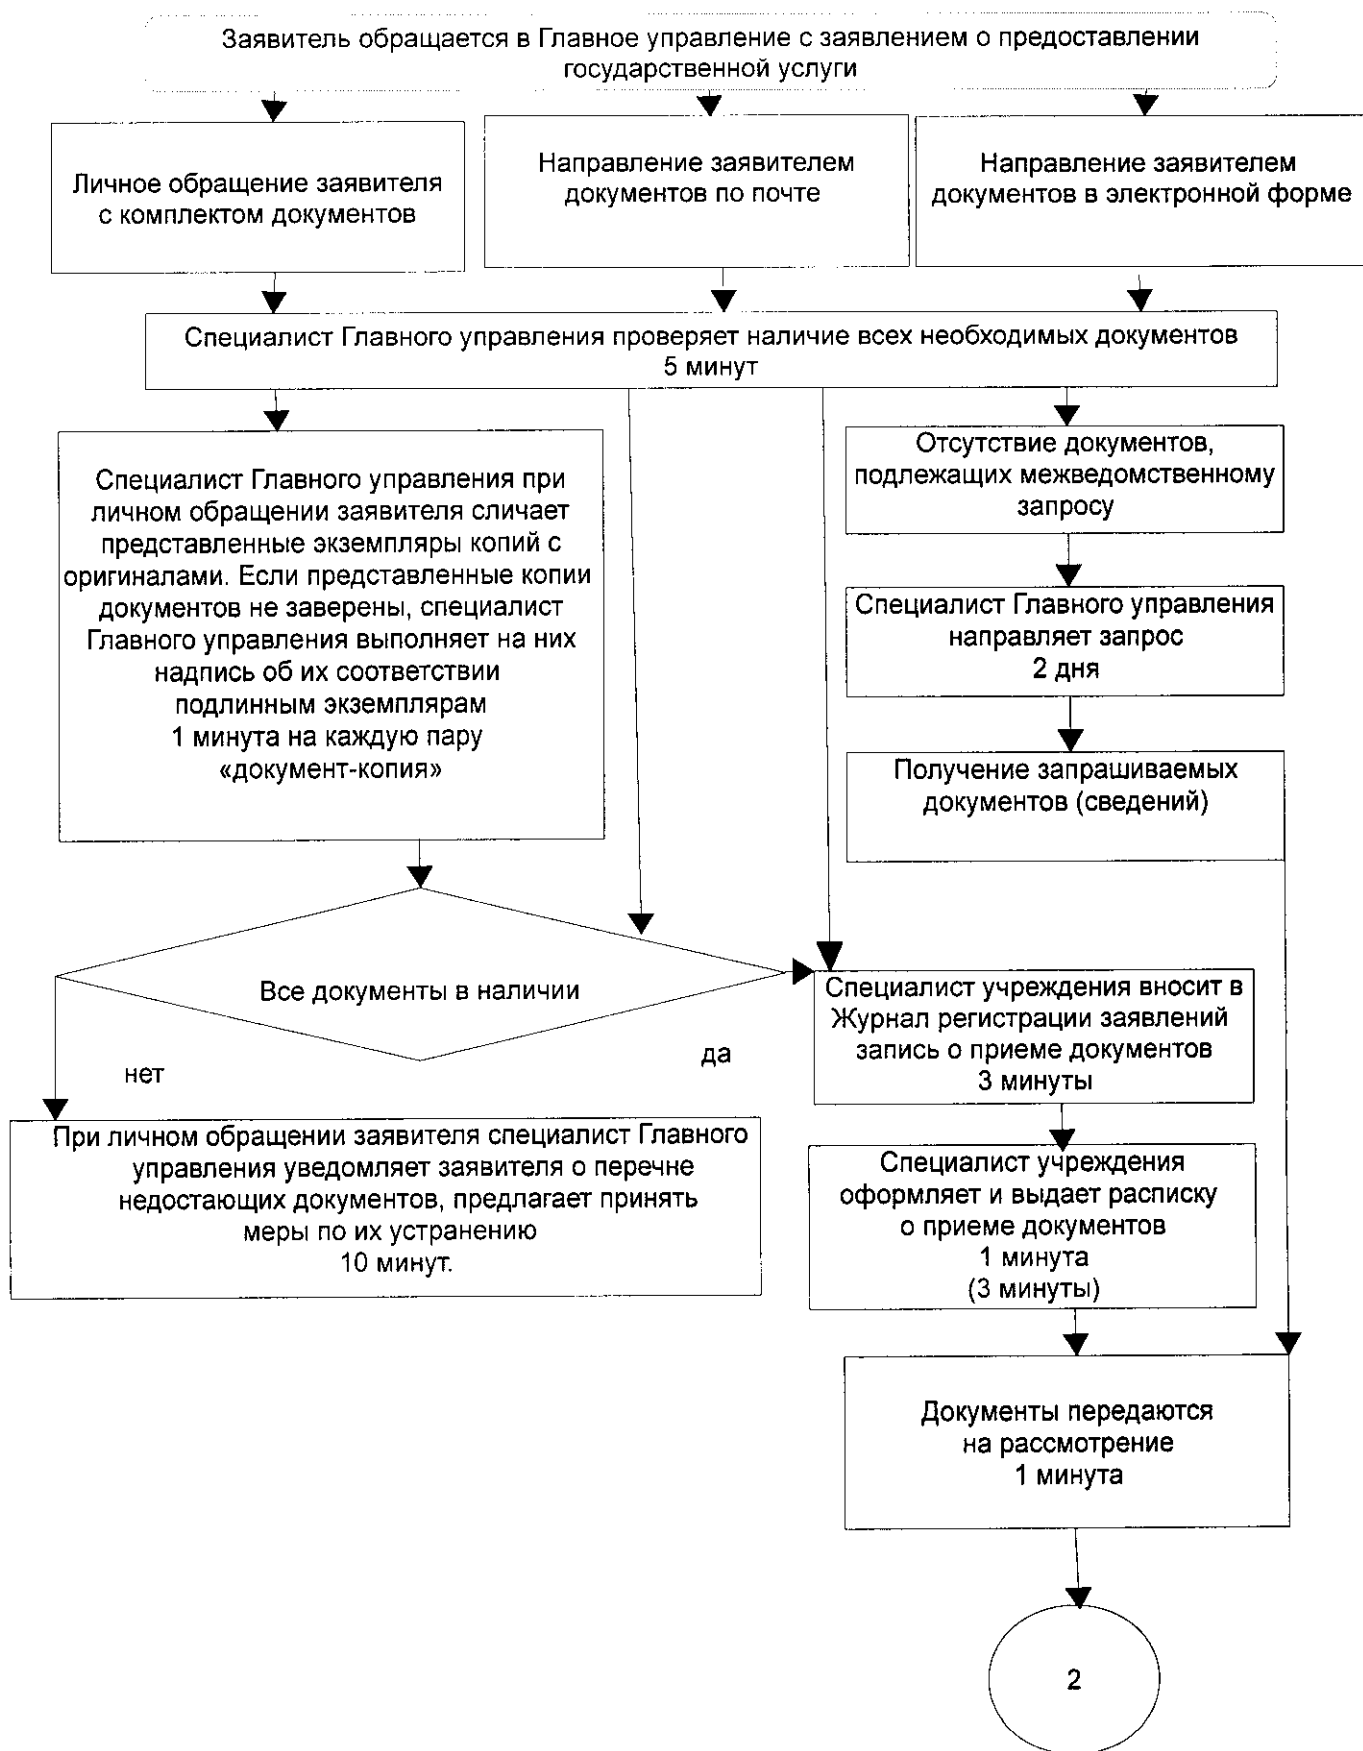 Заявитель обращается в Главное управление с заявлением о предоставлении
государственной услуги
Личное обращение заявителя
с комплектом документов
Направление заявителем
документов по почте
Направление заявителем
документов в электронной форме
Специалист Главного управления проверяет наличие всех необходимых документов
5 минут
Специалист Главного управления при
личном обращении заявителя сличает
представленные экземпляры копий с
оригиналами. Если представленные копии
документов не заверены, специалист
Главного управления выполняет на них
надпись об их соответствии
подлинным экземплярам
1 минута на каждую пару
«документ-копия»
Отсутствие документов,
подлежащих межведомственному
запросу
Специалист Главного управления
направляет запрос
2 дня
Получение запрашиваемых
документов (сведений)
Все документы в наличии
нет
да
Специалист учреждения вносит в
Журнал регистрации заявлений
запись о приеме документов
3 минуты
При личном обращении заявителя специалист Главного
управления уведомляет заявителя о перечне
недостающих документов, предлагает принять
меры по их устранению
10 минут.
Специалист учреждения
оформляет и выдает расписку
о приеме документов
1 минута
(3 минуты)
Документы передаются
на рассмотрение
1 минута
2